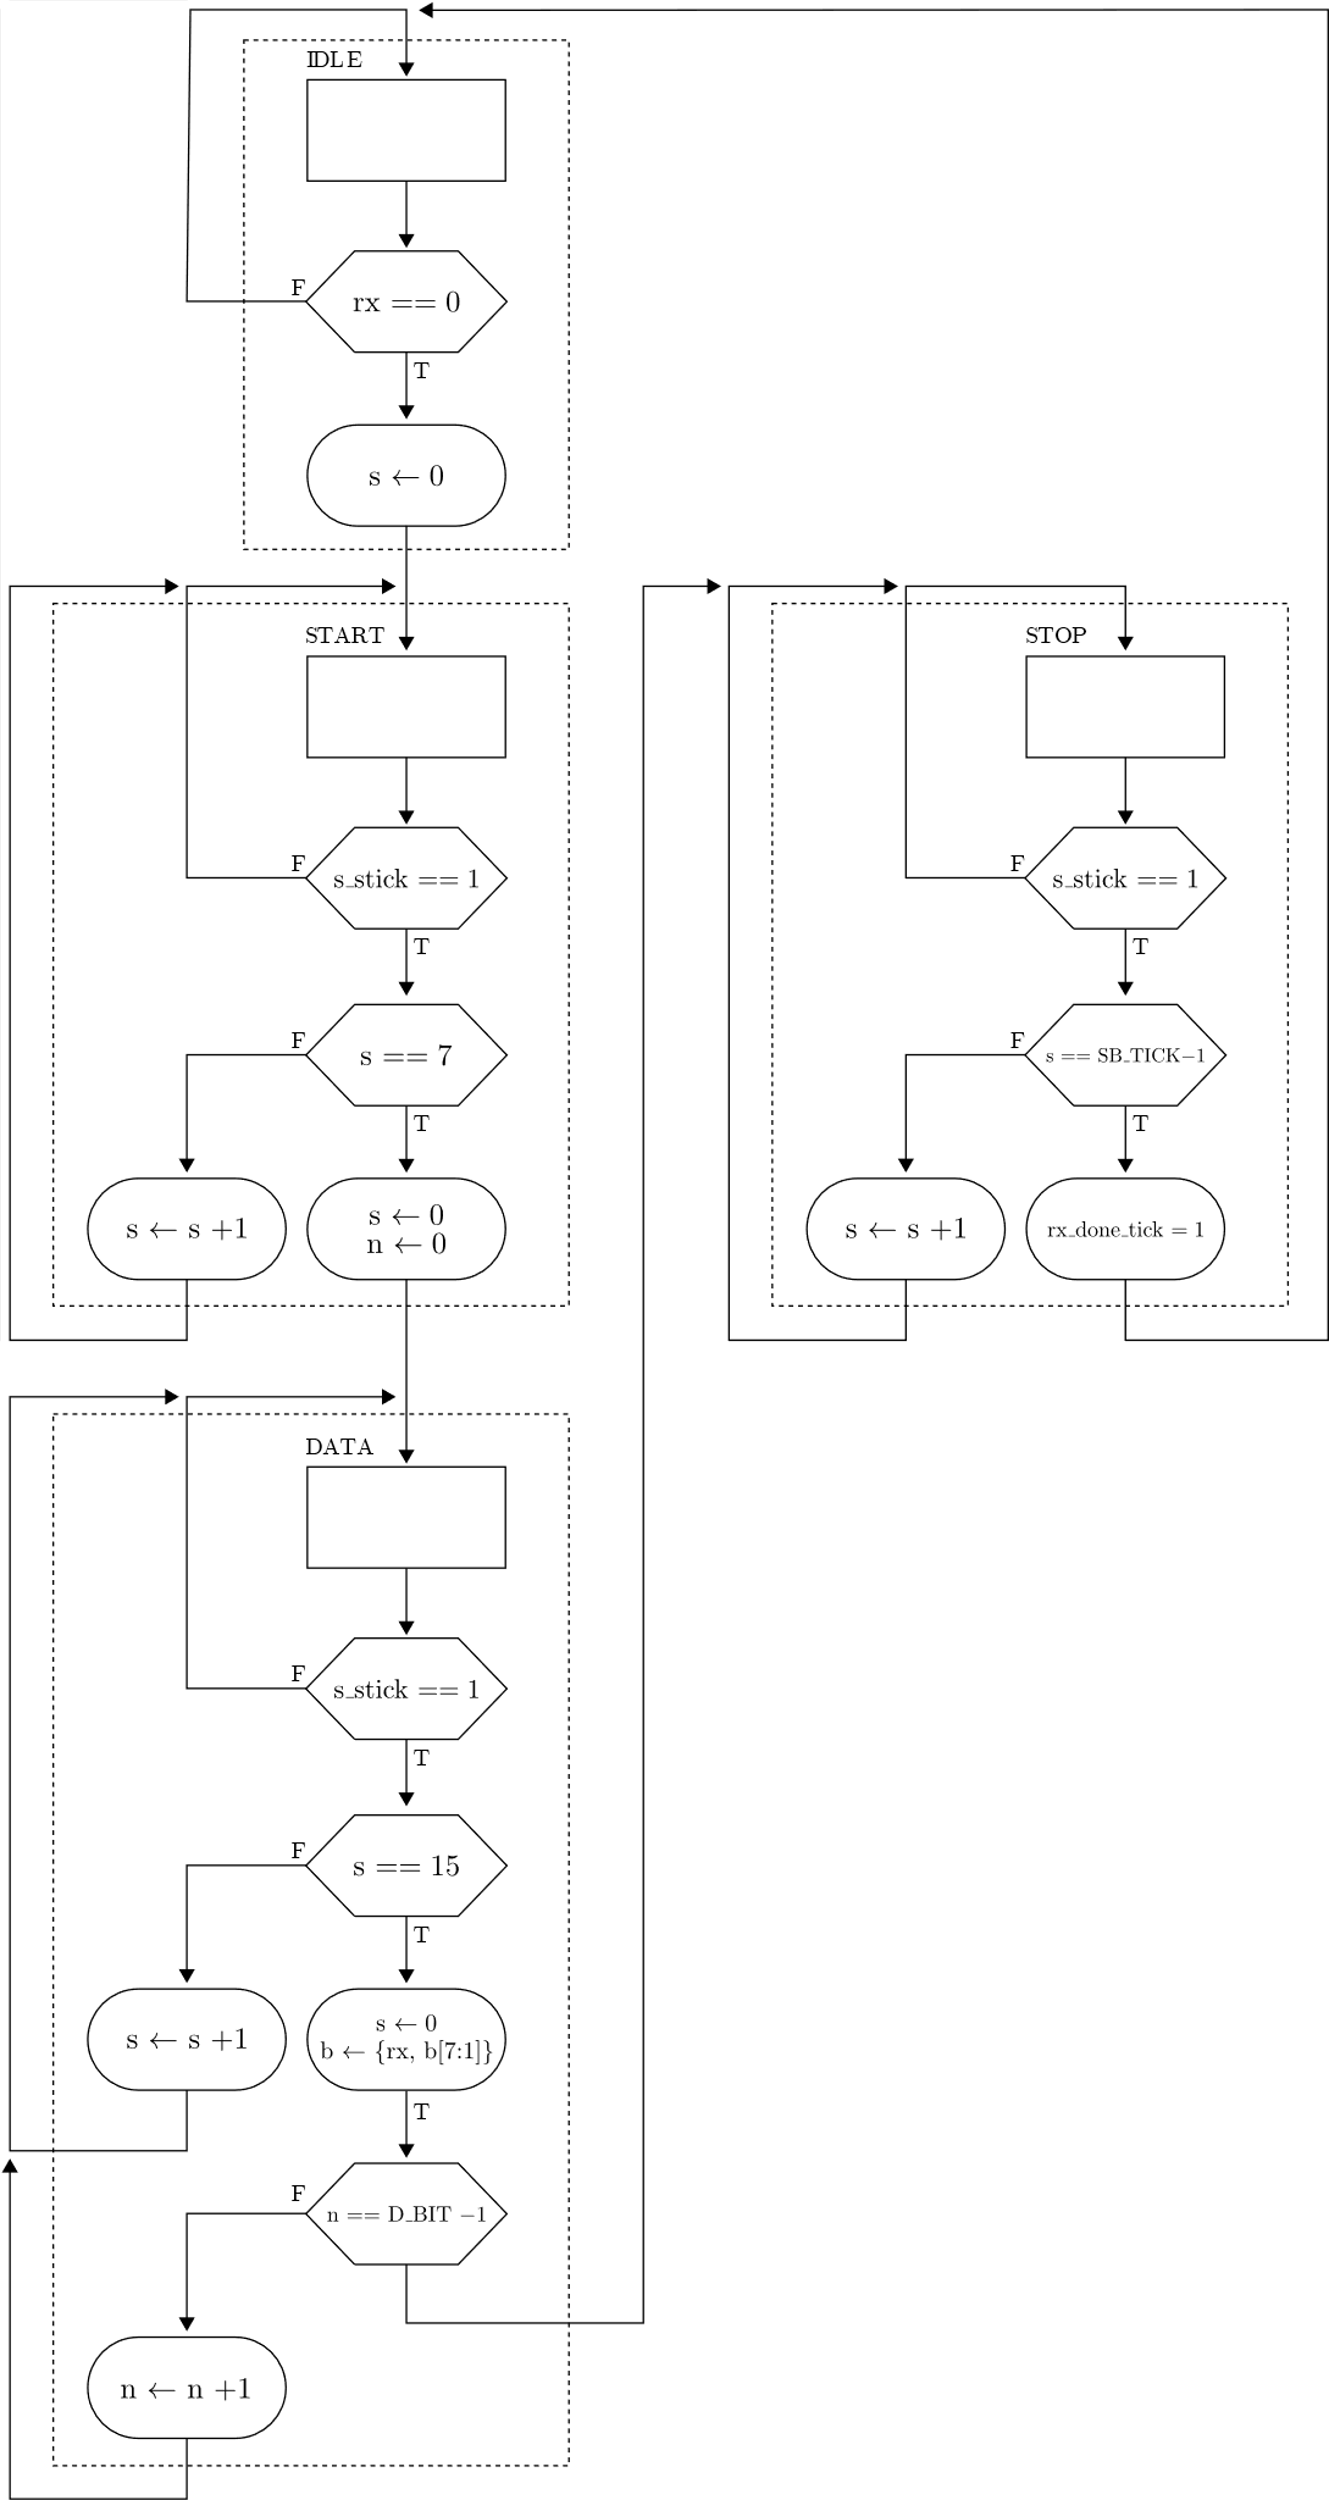 IDLE
F
rx == 0
T
s ← 0
START
F
s_stick == 1
T
F
s == 7
T
s ← s +1
s ← 0
n ← 0
DATA
F
s_stick == 1
T
F
s == 15
T
s ← s +1
s ← 0
b ← {rx, b[7:1]}
T
F
n == D_BIT −1
n ← n +1
STOP
F
s_stick == 1
T
F
s == SB_TICK−1
T
s ← s +1
rx_done_tick = 1